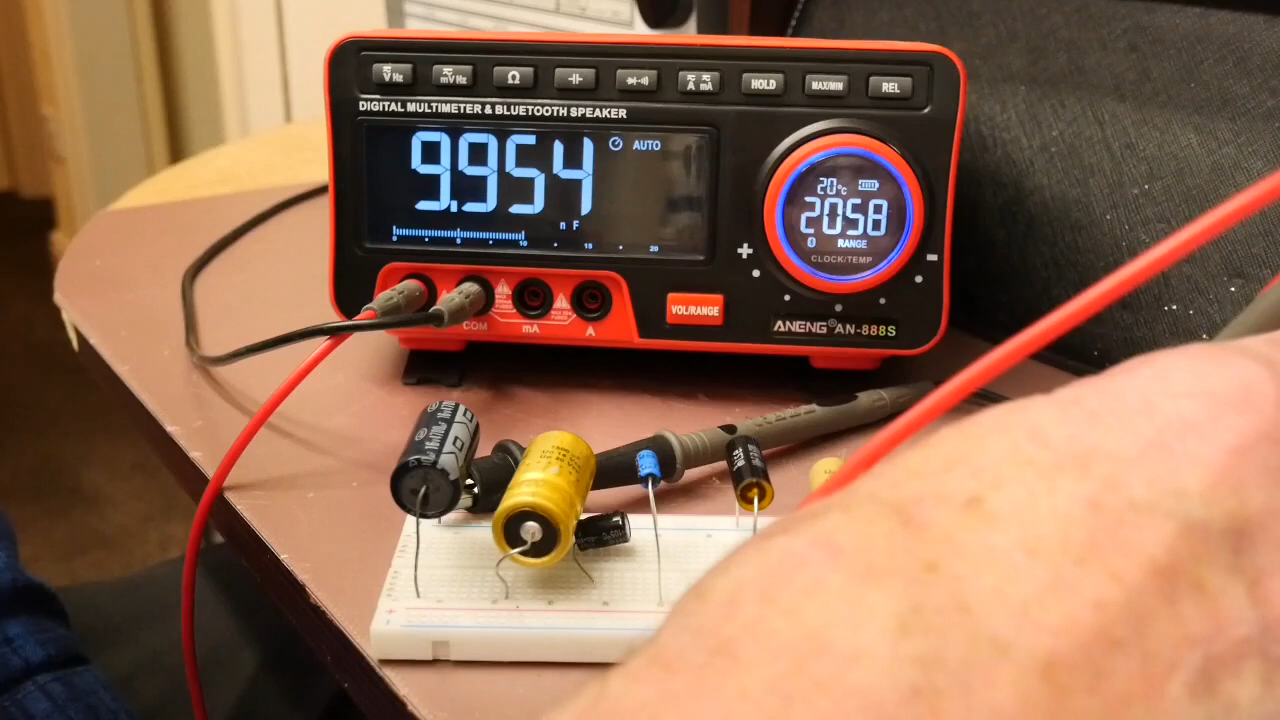 V Hz
mV Hz
Ω
A mA
HOLD
MAX/MIN
REL
DIGITAL MULTIMETER & BLUETOOTH SPEAKER
9.954
AUTO
n F
0 5 10 15 20
20°C
2058
RANGE
CLOCK/TEMP
+
-
VOL/RANGE
COM
mA
A
ANENG® AN-888S